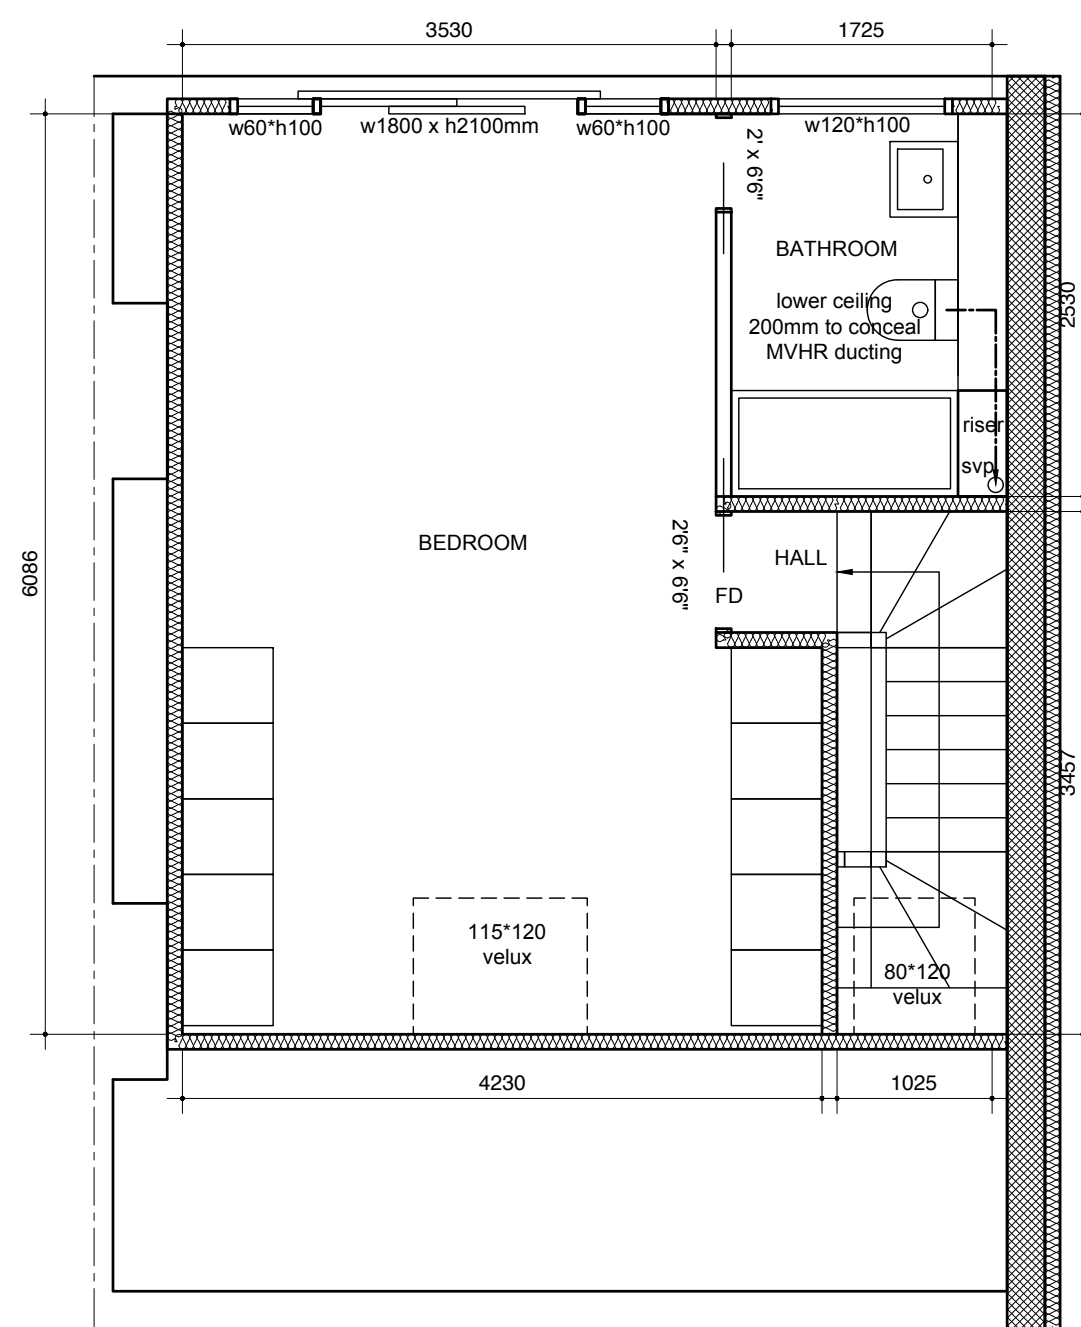 3530
1725
w60*h100
w1800 x h2100mm
w60*h100
w120*h100
2' x 6'6"
BATHROOM
lower ceiling
200mm to conceal
MVHR ducting
2530
riser
svp
BEDROOM
2'6" x 6'6"
HALL
FD
6086
3457
115*120
velux
80*120
velux
4230
1025